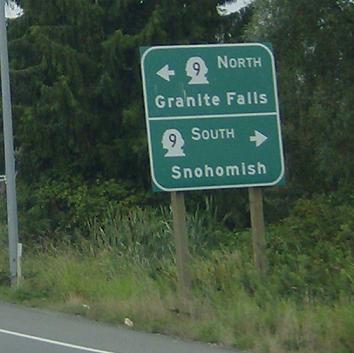 9 NORTH
Granite Falls
9 SOUTH
Snohomish